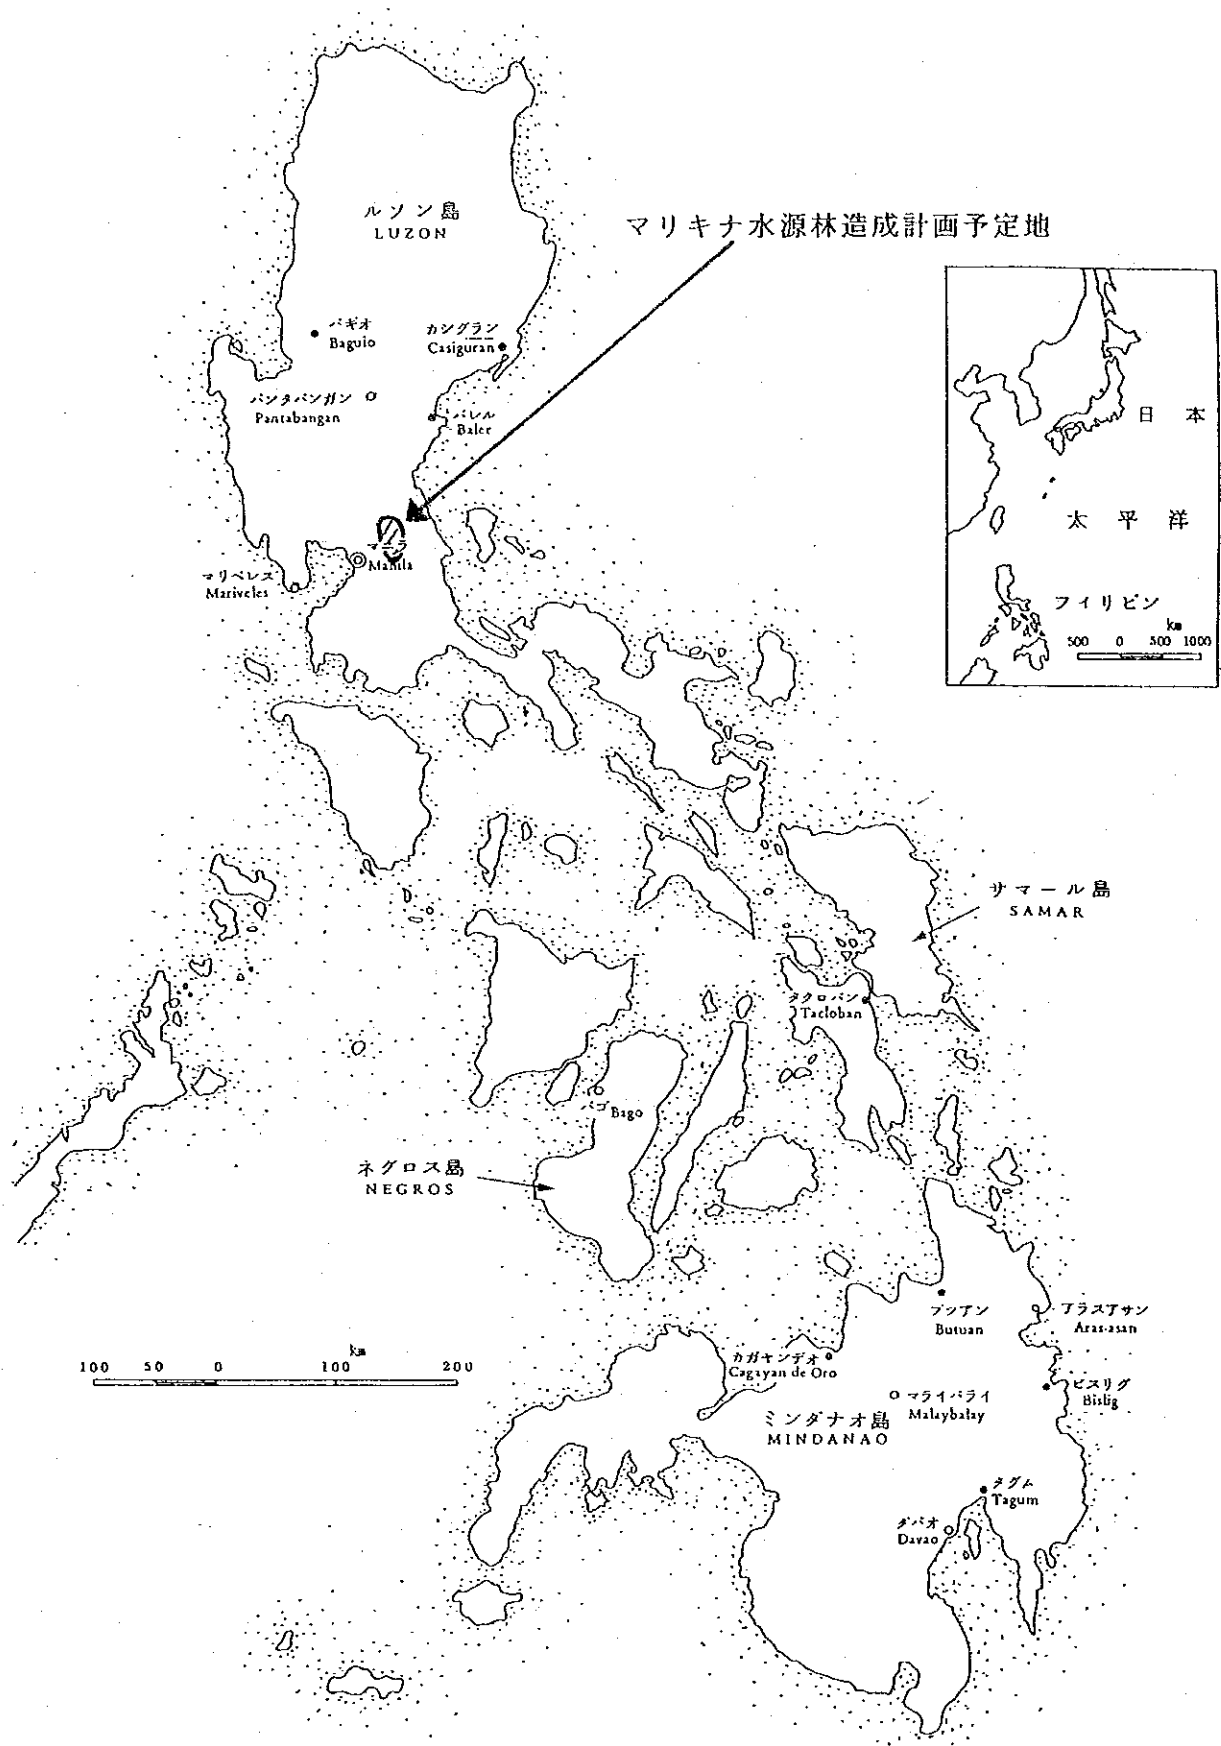 ルソン島
LUZON
マリキナ水源林造成計画予定地
バギオ
Baguio
カシグラン
Casiguran
パンタバンガン
Pantabangan
バレル
Baler
マニラ
Manila
マリベレス
Mariveles
日本
太平洋
フィリピン
km
500 0 500 1000
サマール島
SAMAR
タクロバン
Tacloban
バゴ Bago
ネグロス島
NEGROS
ブツアン
Butuan
アラスアサン
Aras-asan
カガヤンデオ
Cagayan de Oro
km
100 50 0 100 200
マライバライ
Malaybalay
ビスリグ
Bislig
ミンダナオ島
MINDANAO
タグム
Tagum
ダバオ
Davao